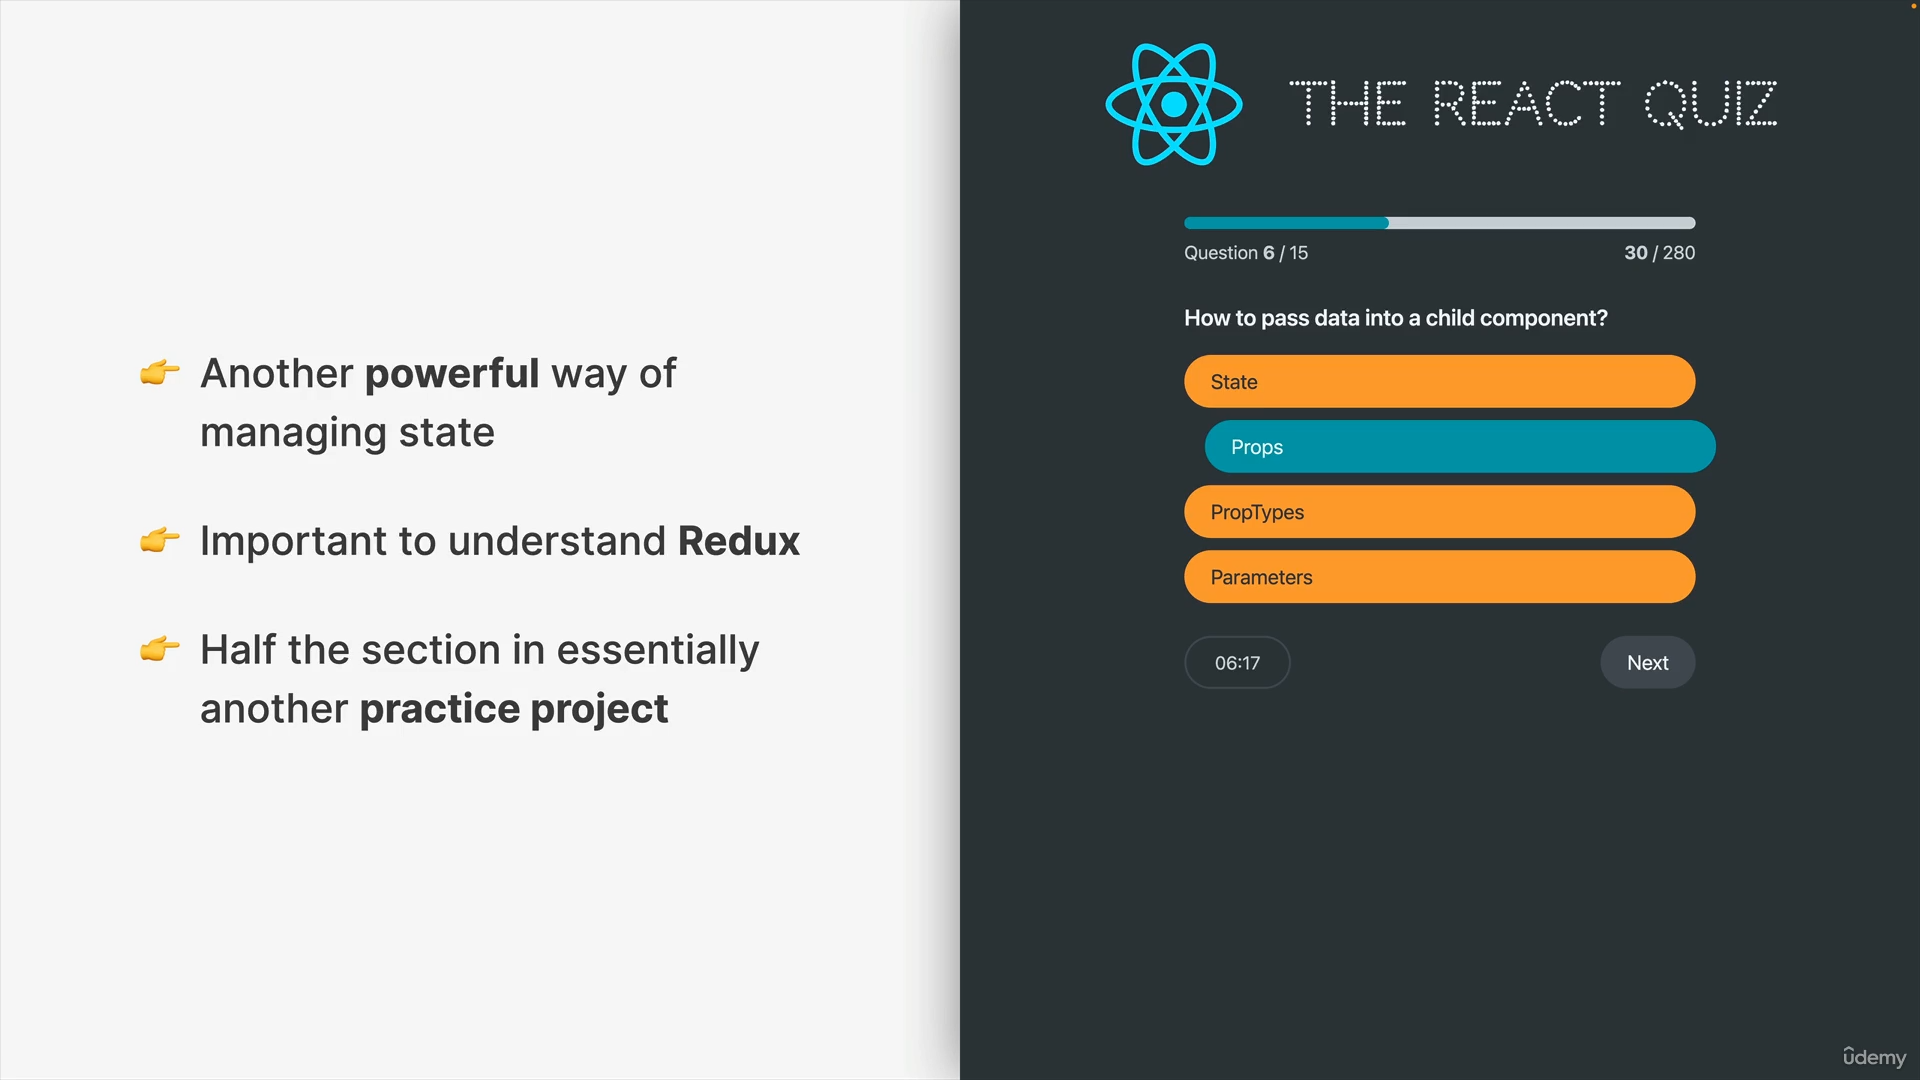 👉 Another powerful way of
managing state
👉 Important to understand Redux
👉 Half the section in essentially
another practice project
THE REACT QUIZ
Question 6 / 15
30 / 280
How to pass data into a child component?
State
Props
PropTypes
Parameters
06:17
Next
ûdemy